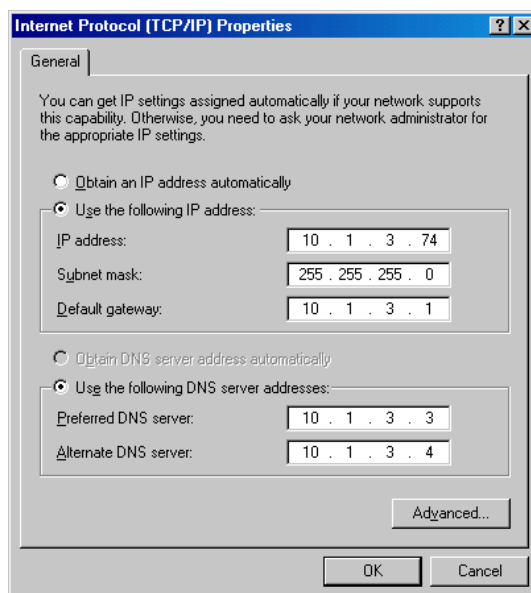 Internet Protocol (TCP/IP) Properties
General
You can get IP settings assigned automatically if your network supports
this capability. Otherwise, you need to ask your network administrator for
the appropriate IP settings.
Obtain an IP address automatically
Use the following IP address:
IP address: 10 . 1 . 3 . 74
Subnet mask: 255 . 255 . 255 . 0
Default gateway: 10 . 1 . 3 . 1
Obtain DNS server address automatically
Use the following DNS server addresses:
Preferred DNS server: 10 . 1 . 3 . 3
Alternate DNS server: 10 . 1 . 3 . 4
Advanced...
OK Cancel